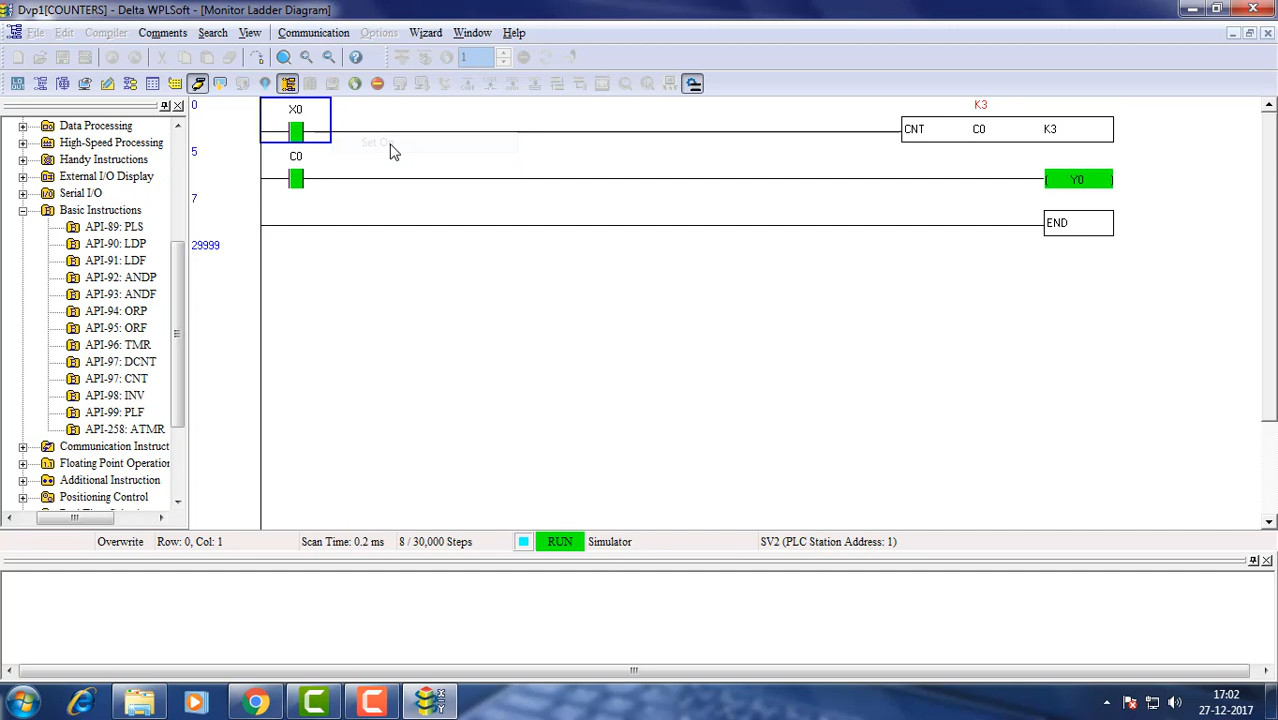 Dvp1[COUNTERS] - Delta WPLSoft - [Monitor Ladder Diagram]
File Edit Compiler Comments Search View Communication Options Wizard Window Help
1
0
X0
K3
CNT C0 K3
Set On
5
C0
Y0
7
END
29999
Data Processing
High-Speed Processing
Handy Instructions
External I/O Display
Serial I/O
Basic Instructions
API-89: PLS
API-90: LDP
API-91: LDF
API-92: ANDP
API-93: ANDF
API-94: ORP
API-95: ORF
API-96: TMR
API-97: DCNT
API-97: CNT
API-98: INV
API-99: PLF
API-258: ATMR
Communication Instruct
Floating Point Operation
Additional Instruction
Positioning Control
Overwrite Row: 0, Col: 1 Scan Time: 0.2 ms 8 / 30,000 Steps RUN Simulator SV2 (PLC Station Address: 1)
17:02
27-12-2017